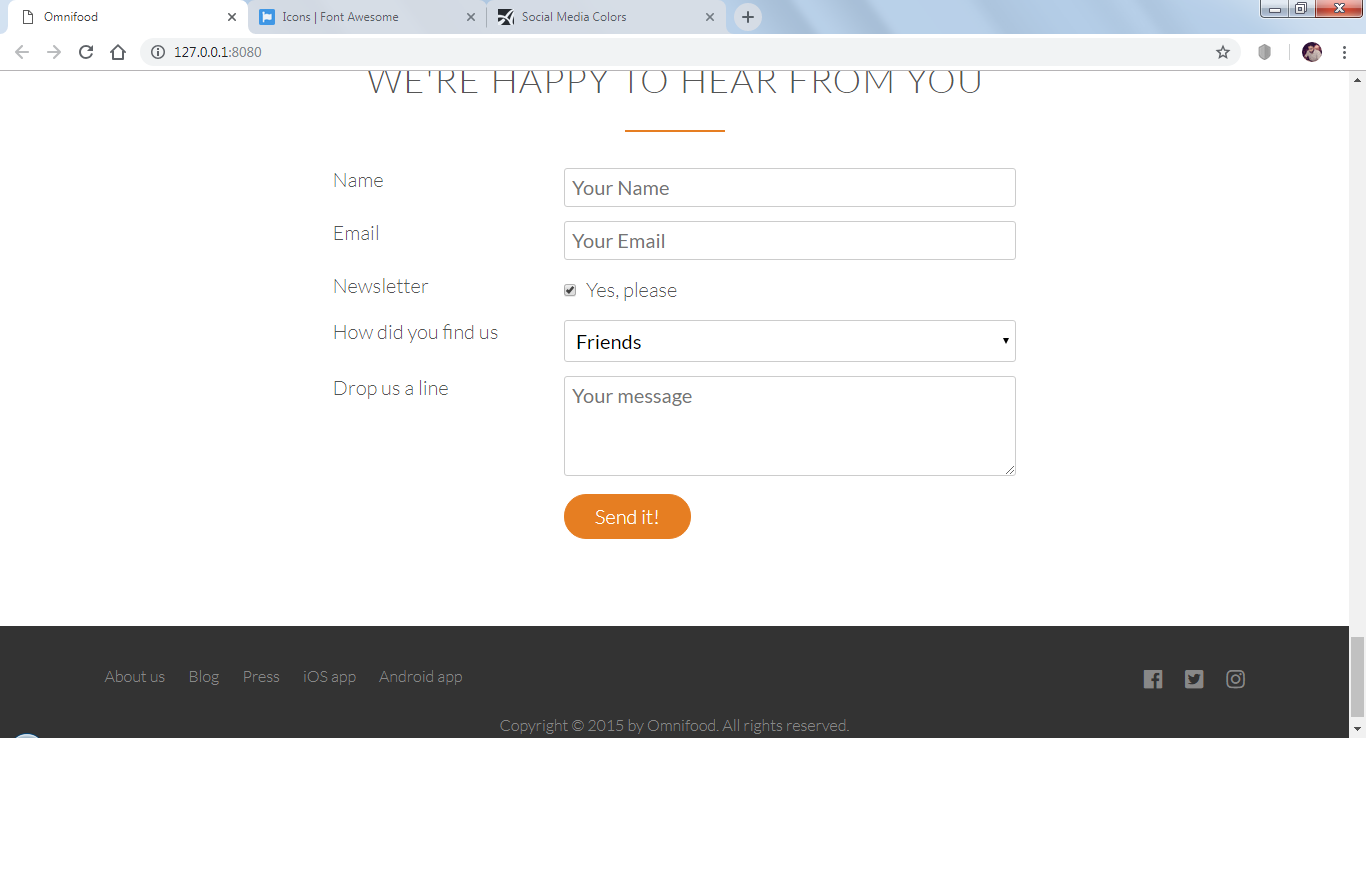 Omnifood
Icons | Font Awesome
Social Media Colors
127.0.0.1:8080
WE'RE HAPPY TO HEAR FROM YOU
Name
Your Name
Email
Your Email
Newsletter
Yes, please
How did you find us
Friends
Drop us a line
Your message
Send it!
About us Blog Press iOS app Android app
Copyright © 2015 by Omnifood. All rights reserved.